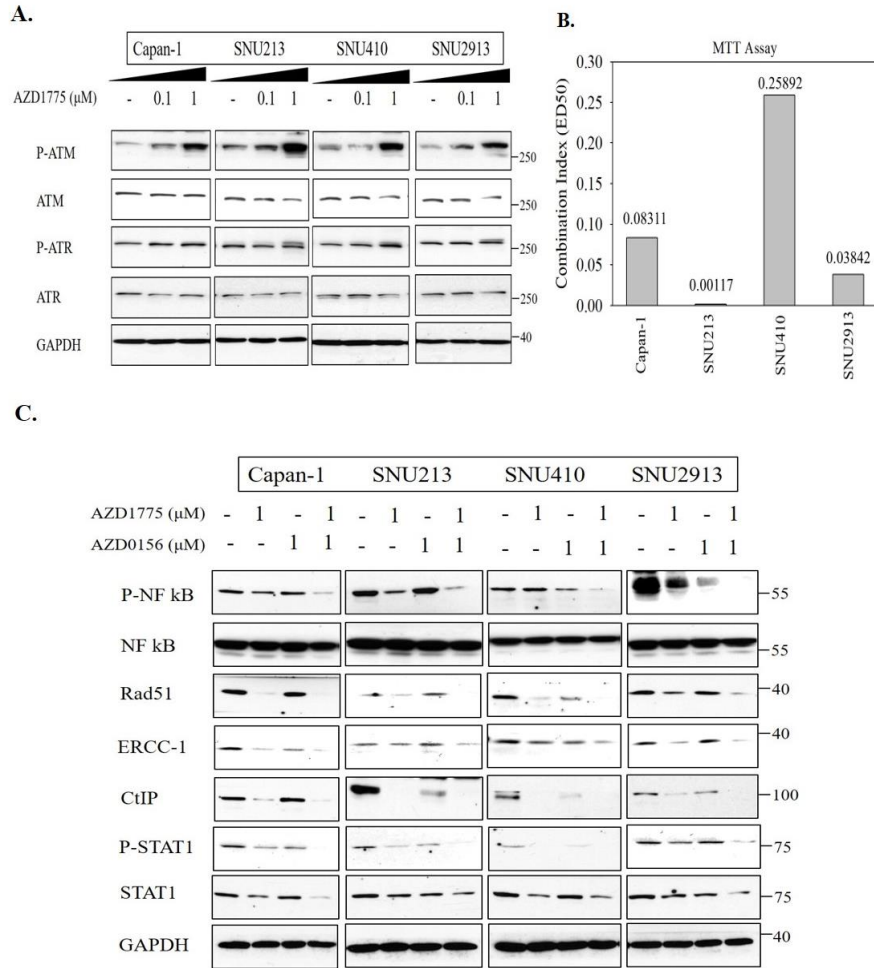 A.
Capan-1 SNU213 SNU410 SNU2913
AZD1775 (μM) - 0.1 1 - 0.1 1 - 0.1 1 - 0.1 1
P-ATM 250
ATM 250
P-ATR 250
ATR 250
GAPDH 40
B.
MTT Assay
Combination Index (ED50)
0.30
0.25
0.20
0.15
0.10
0.05
0.00
0.08311
0.00117
0.25892
0.03842
Capan-1
SNU213
SNU410
SNU2913
C.
Capan-1 SNU213 SNU410 SNU2913
AZD1775 (μM) - 1 - 1 - 1 - 1 - 1 - 1 - 1 - 1
AZD0156 (μM) - - 1 1 - - 1 1 - - 1 1 - - 1 1
P-NF kB 55
NF kB 55
Rad51 40
ERCC-1 40
CtIP 100
P-STAT1 75
STAT1 75
GAPDH 40